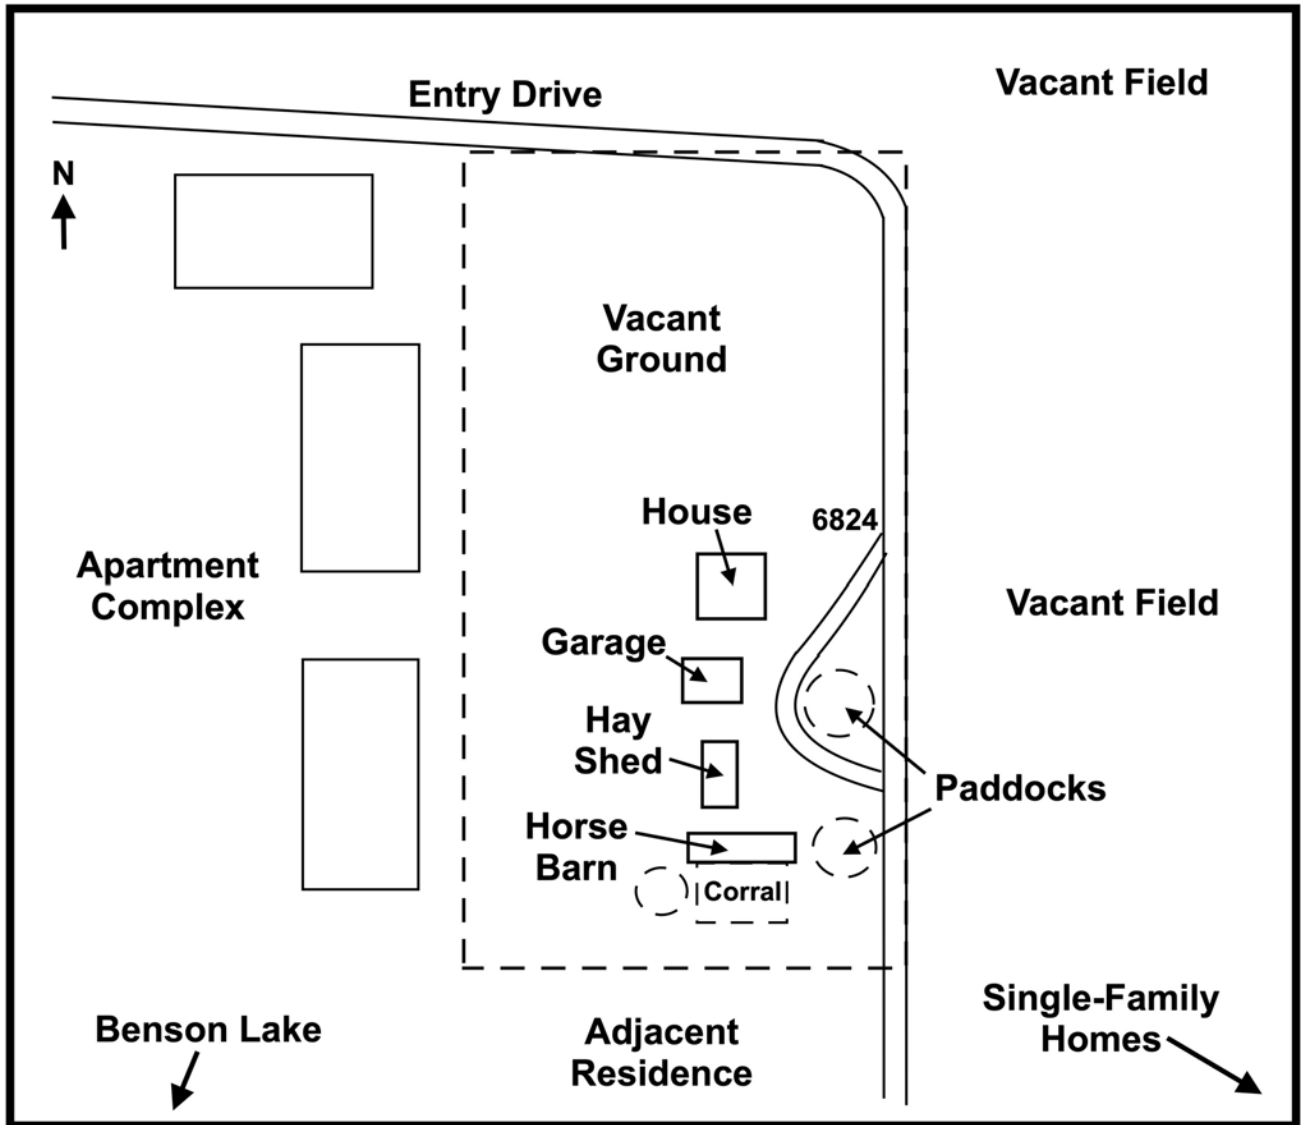 Entry Drive
Vacant Field
N
Vacant
Ground
House
6824
Apartment
Complex
Vacant Field
Garage
Hay
Shed
Paddocks
Horse
Barn
Corral
Single-Family
Homes
Benson Lake
Adjacent
Residence